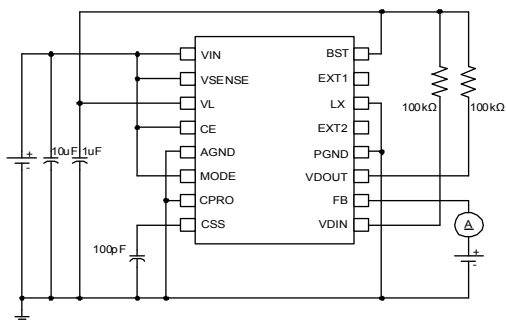 VIN
VSENSE
VL
CE
AGND
MODE
CPRO
CSS
BST
EXT1
LX
EXT2
PGND
VDOUT
FB
VDIN
10uF
1uF
100pF
100kΩ
100kΩ
A